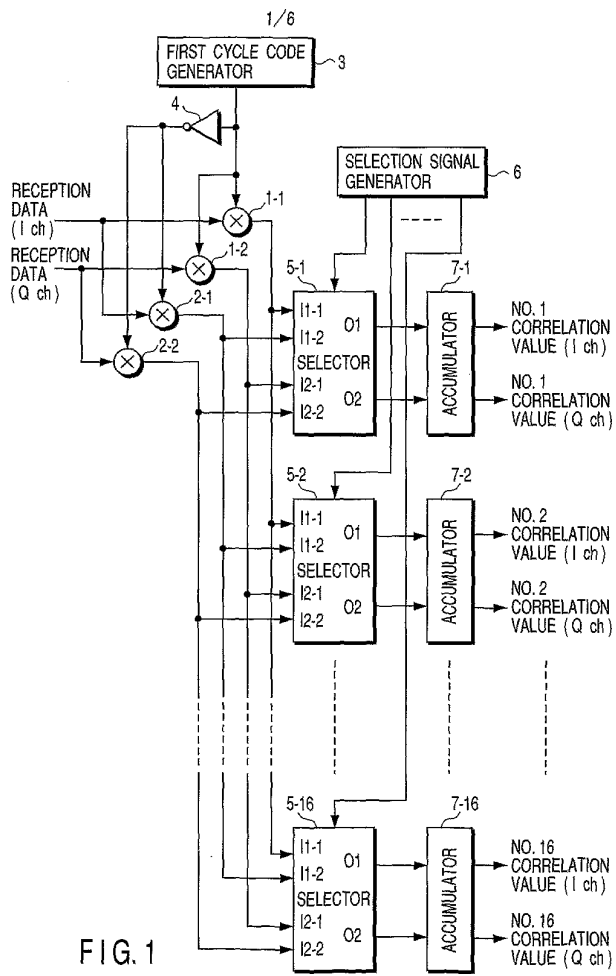 1/6
FIRST CYCLE CODE
GENERATOR
3
4
SELECTION SIGNAL
GENERATOR
6
RECEPTION
DATA
(I ch)
1-1
RECEPTION
DATA
(Q ch)
1-2
2-1
2-2
5-1
I1-1
I1-2
SELECTOR
I2-1
I2-2
O1
O2
7-1
ACCUMULATOR
NO. 1
CORRELATION
VALUE (I ch)
NO. 1
CORRELATION
VALUE (Q ch)
5-2
I1-1
I1-2
SELECTOR
I2-1
I2-2
O1
O2
7-2
ACCUMULATOR
NO. 2
CORRELATION
VALUE (I ch)
NO. 2
CORRELATION
VALUE (Q ch)
5-16
I1-1
I1-2
SELECTOR
I2-1
I2-2
O1
O2
7-16
ACCUMULATOR
NO. 16
CORRELATION
VALUE (I ch)
NO. 16
CORRELATION
VALUE (Q ch)
FIG. 1